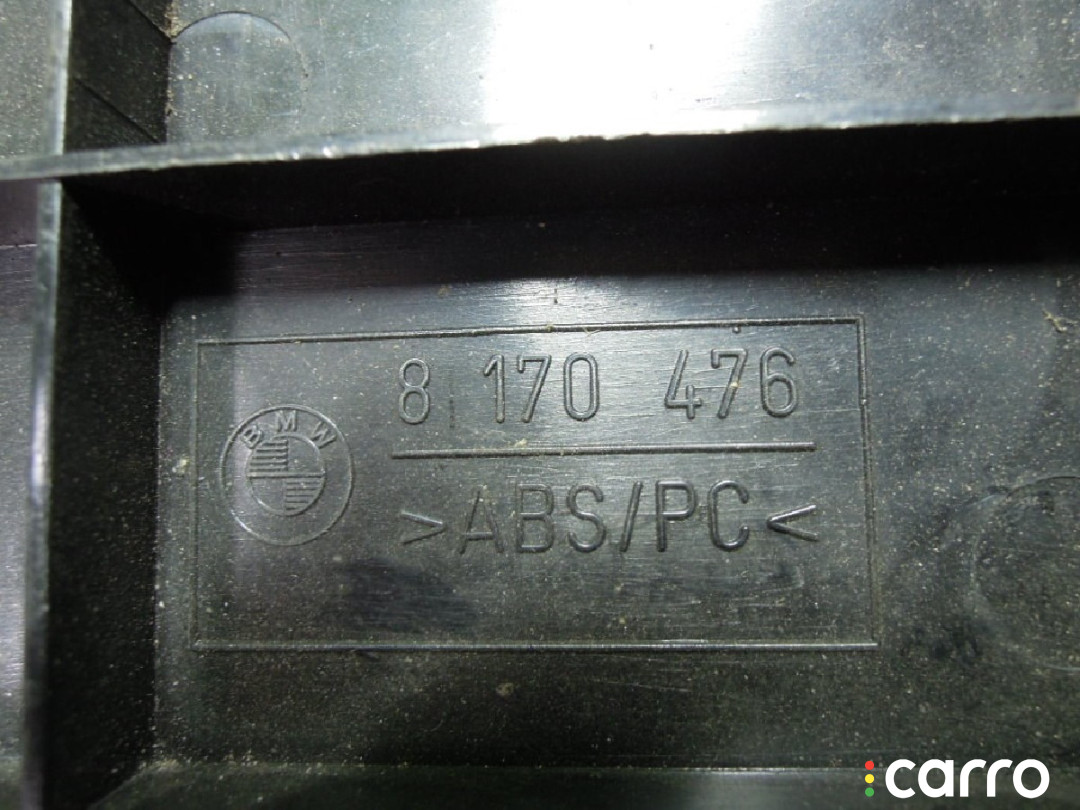 8 170 476
BMW
>ABS/PC<
carro